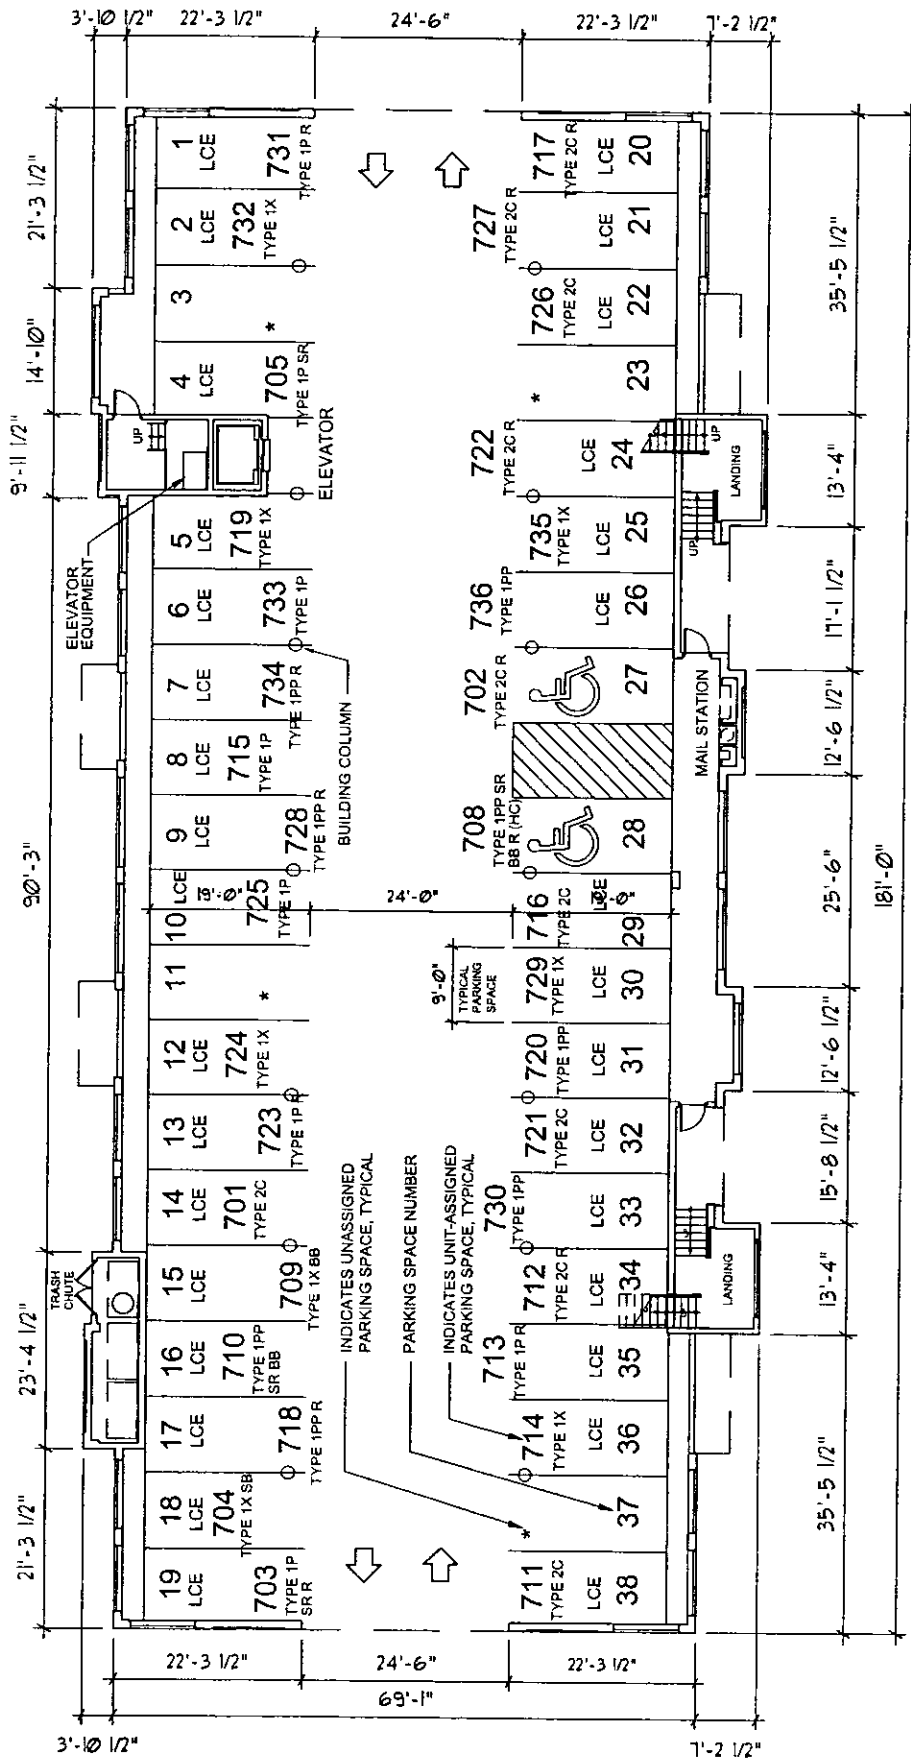 3'-10 1/2"
22'-3 1/2"
24'-6"
22'-3 1/2"
7'-2 1/2"
21'-3 1/2"
14'-10"
9'-11 1/2"
90'-3"
23'-4 1/2"
21'-3 1/2"
1
LCE
731
TYPE 1P R
2
LCE
732
TYPE 1X
3
*
4
LCE
705
TYPE 1P SR
UP
ELEVATOR
ELEVATOR
EQUIPMENT
5
LCE
719
TYPE 1X
6
LCE
733
TYPE 1P
7
LCE
734
TYPE 1PP R
8
LCE
715
TYPE 1P
9
LCE
728
TYPE 1PP R
BUILDING COLUMN
10
LCE
725
TYPE 1P
11
*
12
LCE
724
TYPE 1X
13
LCE
723
TYPE 1P R
14
LCE
701
TYPE 2C
TRASH
CHUTE
15
LCE
709
TYPE 1X BB
16
LCE
710
TYPE 1PP
SR BB
17
LCE
718
TYPE 1PP R
18
LCE
704
TYPE 1X SB
19
LCE
703
TYPE 1P
SR R
24'-0"
9'-0"
TYPICAL
PARKING
SPACE
INDICATES UNASSIGNED
PARKING SPACE, TYPICAL
PARKING SPACE NUMBER
INDICATES UNIT-ASSIGNED
PARKING SPACE, TYPICAL
717
TYPE 2C R
LCE
20
727
TYPE 2C R
LCE
21
726
TYPE 2C
LCE
22
*
23
722
TYPE 2C R
LCE
24
UP
LANDING
UP
735
TYPE 1X
LCE
25
736
TYPE 1PP
LCE
26
702
TYPE 2C R
27
MAIL STATION
708
TYPE 1PP SR
BB R (HC)
28
716
TYPE 2C
LCE
29
729
TYPE 1X
LCE
30
720
TYPE 1PP
LCE
31
721
TYPE 2C
LCE
32
730
TYPE 1PP
LCE
33
712
TYPE 2C R
LCE
34
LANDING
713
TYPE 1PP R
LCE
35
714
TYPE 1X
LCE
36
*
37
711
TYPE 2C
LCE
38
35'-5 1/2"
13'-4"
17'-1 1/2"
12'-6 1/2"
25'-6"
12'-6 1/2"
15'-8 1/2"
13'-4"
35'-5 1/2"
181'-0"
3'-10 1/2"
22'-3 1/2"
24'-6"
22'-3 1/2"
69'-1"
7'-2 1/2"